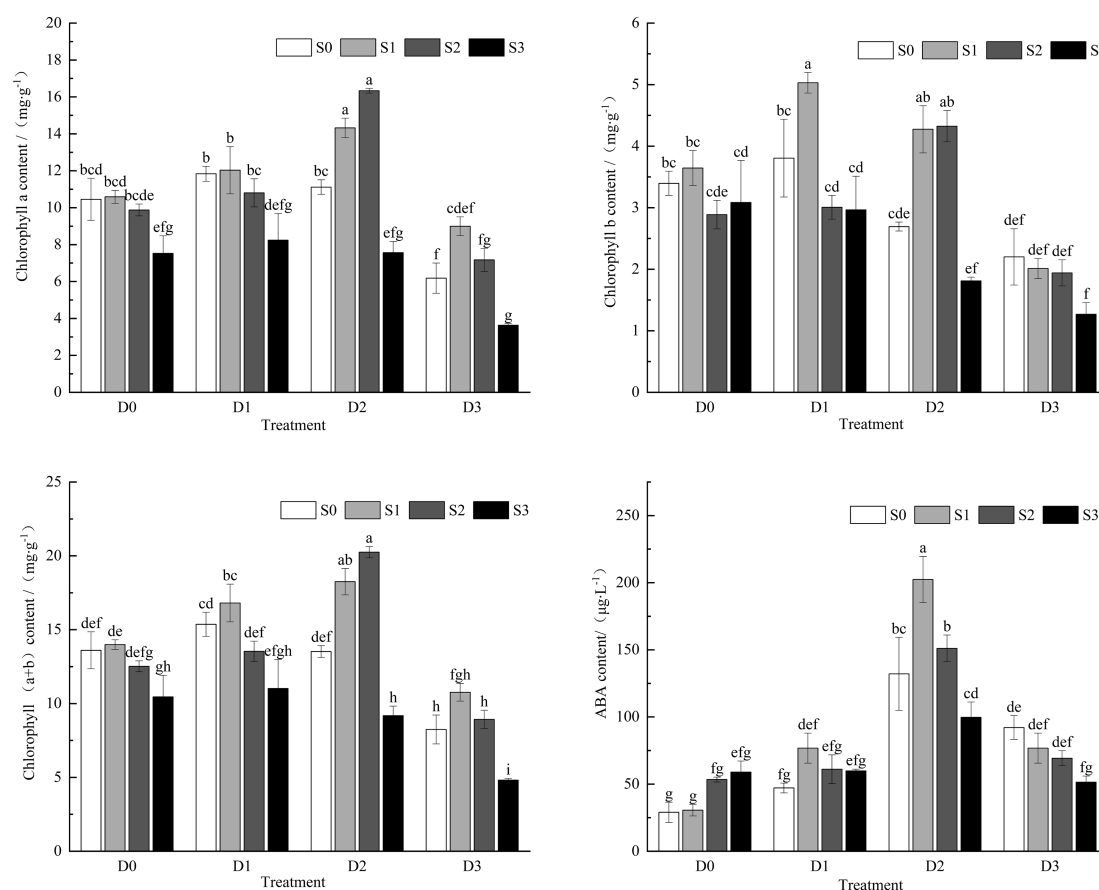 Chlorophyll a content /（mg·g⁻¹）
20
18
16
14
12
10
8
6
4
2
0
S0 S1 S2 S3
bcd bcd bcde efg
b b bc defg
bc a a efg
f cdef fg g
D0 D1 D2 D3
Treatment
Chlorophyll b content /（mg·g⁻¹）
6
5
4
3
2
1
0
S0 S1 S2 S
bc bc cde cd
bc a cd cd
cde ab ab ef
def def def f
D0 D1 D2 D3
Treatment
Chlorophyll （a+b）content /（mg·g⁻¹）
25
20
15
10
5
0
S0 S1 S2 S3
def de defg gh
cd bc def efgh
def ab a h
h fgh h i
D0 D1 D2 D3
Treatment
ABA content/（μg·L⁻¹）
250
200
150
100
50
0
S0 S1 S2 S3
g g fg efg
fg def efg efg
bc a b cd
de def def fg
D0 D1 D2 D3
Treatment